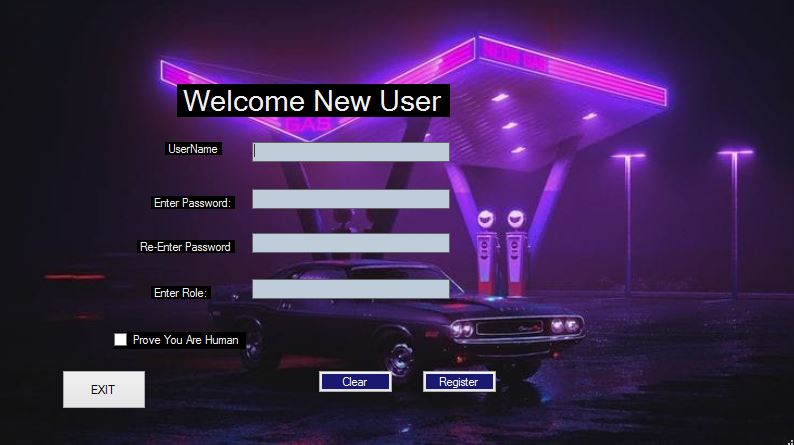 NEON GAS
Welcome New User
GAS
UserName
Enter Password:
Re-Enter Password
Enter Role:
Prove You Are Human
EXIT
Clear
Register